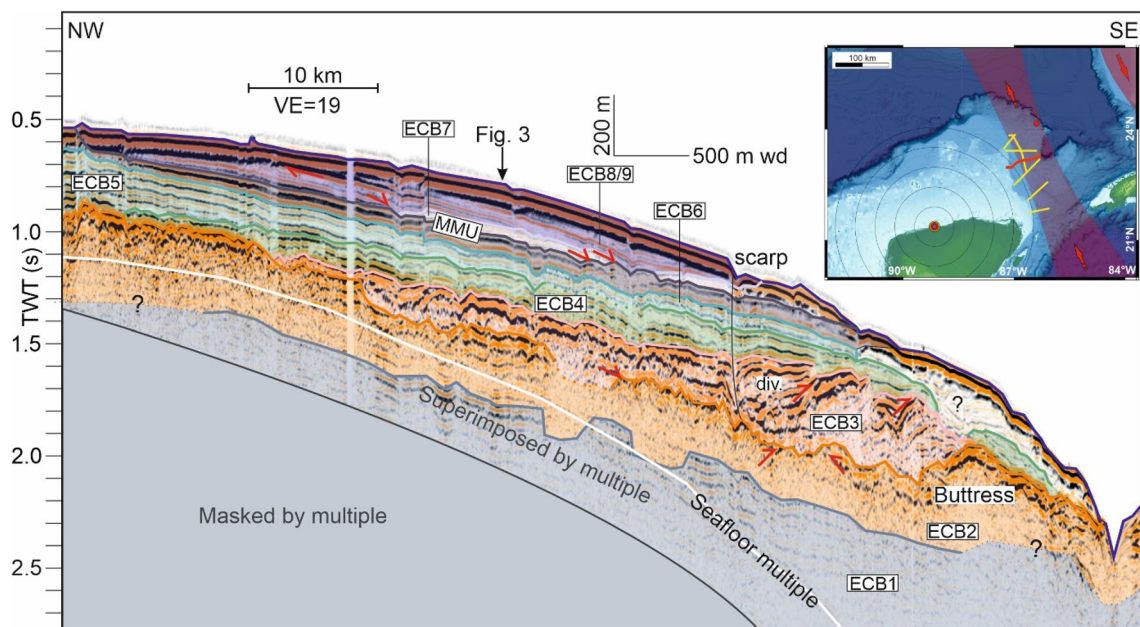 NW
SE
10 km
VE=19
Fig. 3
200 m
500 m wd
ECB7
ECB8/9
ECB6
ECB5
MMU
scarp
ECB4
div.
ECB3
?
?
?
Superimposed by multiple
Seafloor multiple
Masked by multiple
Buttress
ECB2
ECB1
TWT (s)
0.5
1.0
1.5
2.0
2.5
100 km
24°N
21°N
90°W
87°W
84°W